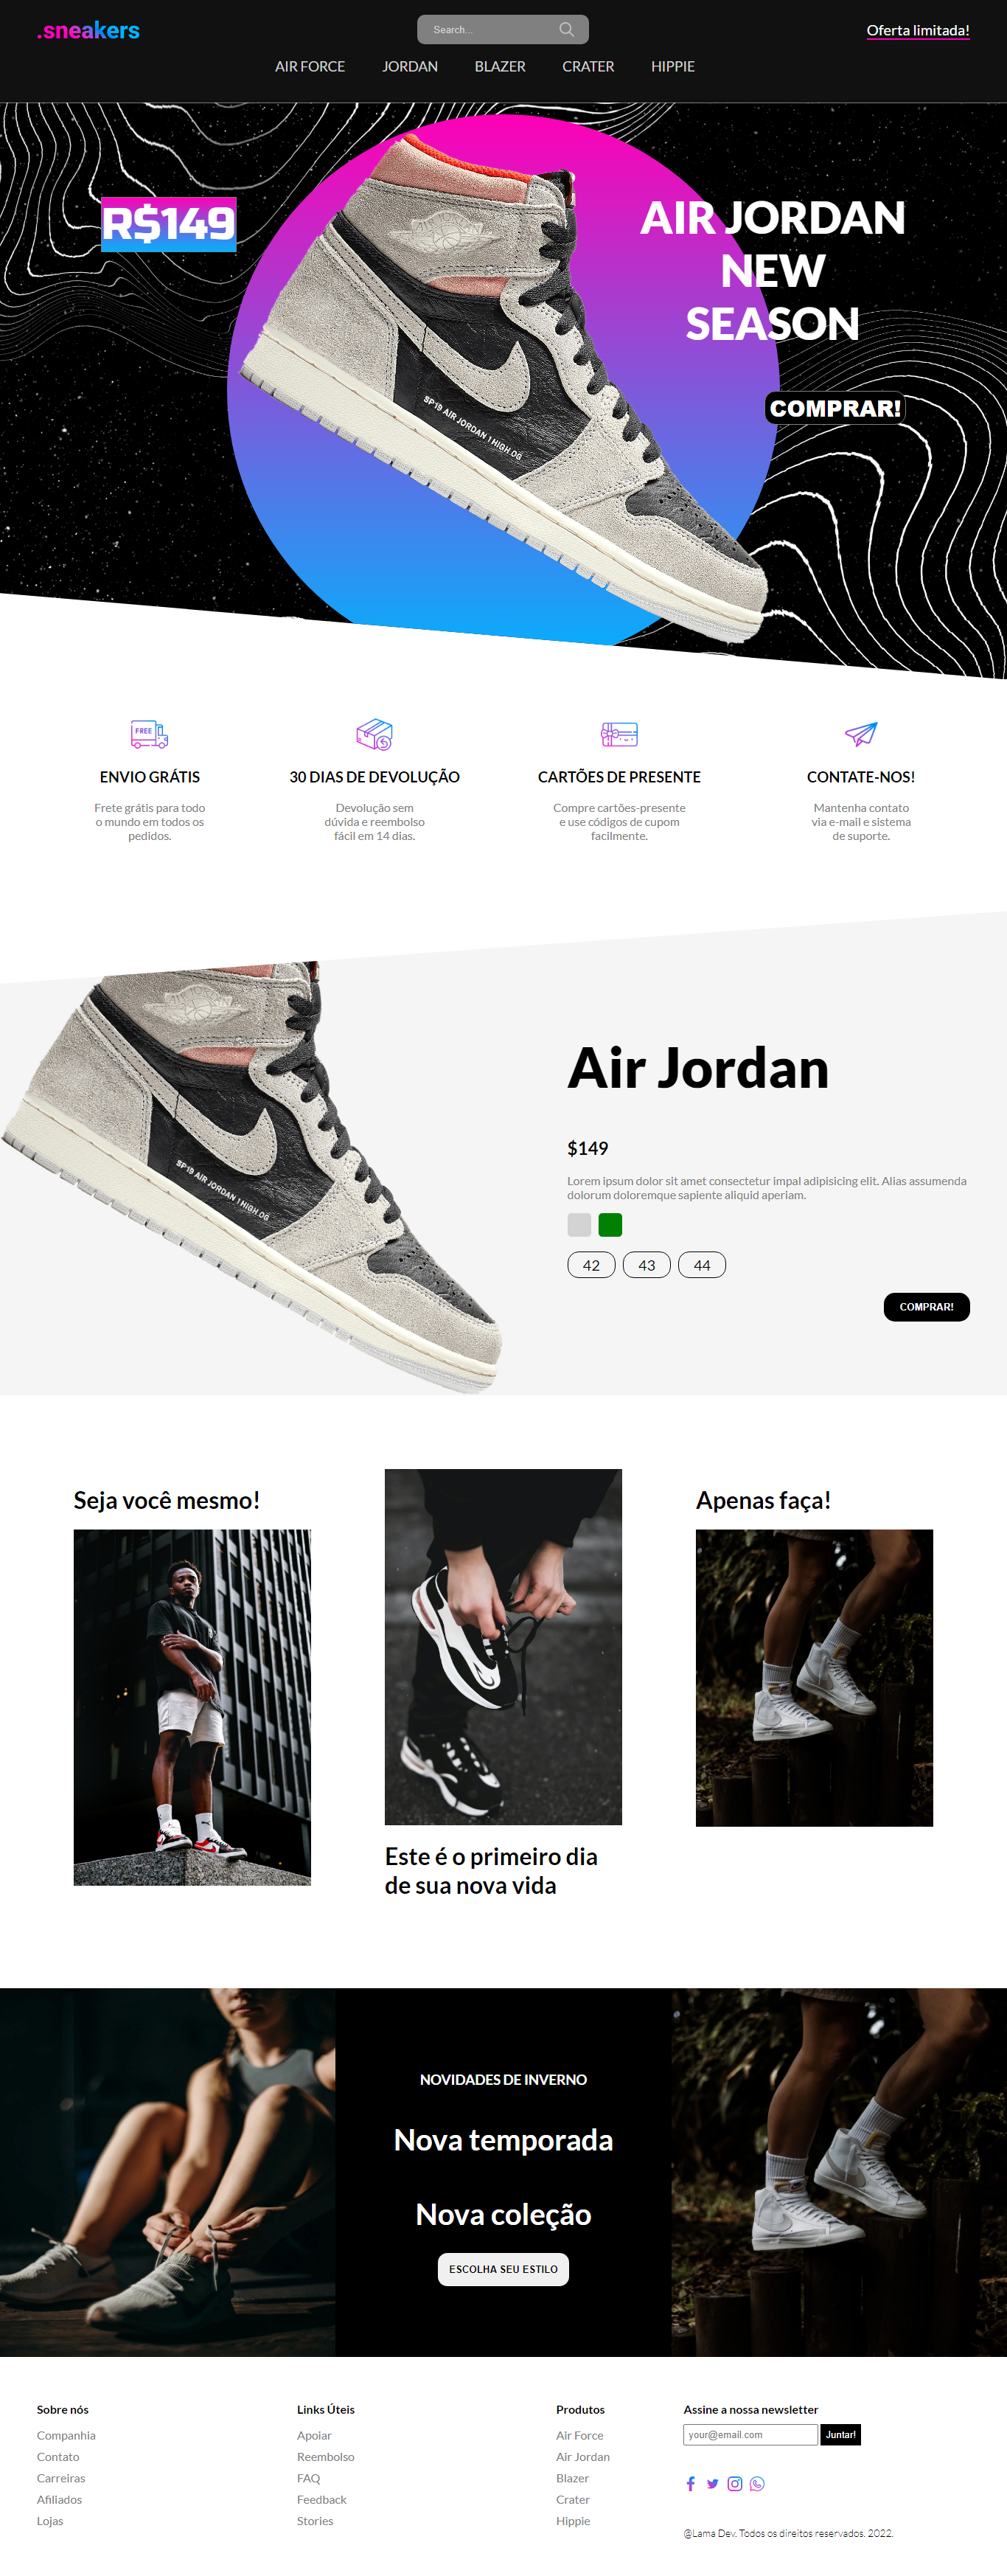 .sneakers
Search...
Oferta limitada!
AIR FORCE JORDAN BLAZER CRATER HIPPIE
R$149
AIR JORDAN
NEW
SEASON
SP19 AIR JORDAN 1 HIGH OG
COMPRAR!
FREE
ENVIO GRÁTIS
Frete grátis para todo
o mundo em todos os
pedidos.
30 DIAS DE DEVOLUÇÃO
Devolução sem
dúvida e reembolso
fácil em 14 dias.
CARTÕES DE PRESENTE
Compre cartões-presente
e use códigos de cupom
facilmente.
CONTATE-NOS!
Mantenha contato
via e-mail e sistema
de suporte.
SP19 AIR JORDAN 1 HIGH OG
Air Jordan
$149
Lorem ipsum dolor sit amet consectetur impal adipisicing elit. Alias assumenda
dolorum doloremque sapiente aliquid aperiam.
42 43 44
COMPRAR!
Seja você mesmo!
Este é o primeiro dia
de sua nova vida
Apenas faça!
NOVIDADES DE INVERNO
Nova temporada
Nova coleção
ESCOLHA SEU ESTILO
Sobre nós
Companhia
Contato
Carreiras
Afiliados
Lojas
Links Úteis
Apoiar
Reembolso
FAQ
Feedback
Stories
Produtos
Air Force
Air Jordan
Blazer
Crater
Hippie
Assine a nossa newsletter
your@email.com Juntar!
@Lama Dev. Todos os direitos reservados. 2022.